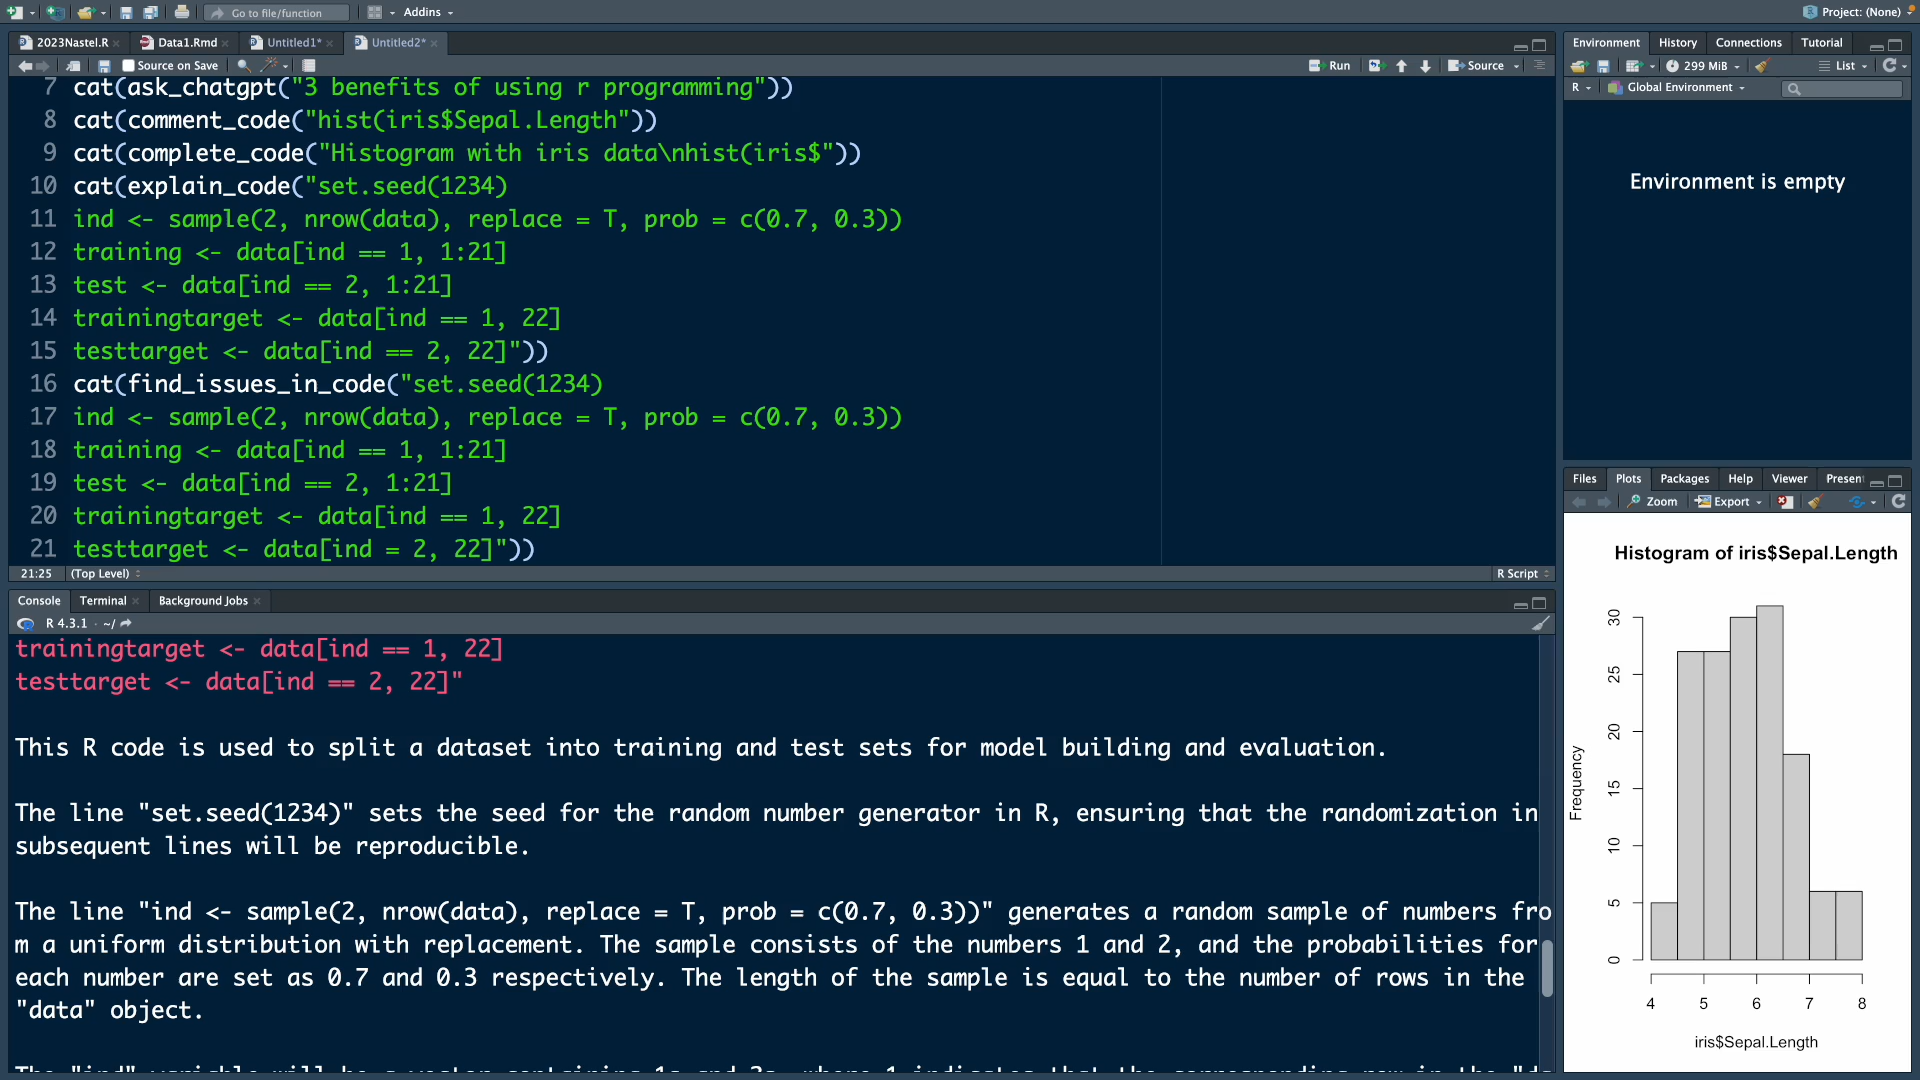 Go to file/function
Addins
Project: (None)
2023Nastel.R
Data1.Rmd
Untitled1*
Untitled2*
Source on Save
Run
Source
7 cat(ask_chatgpt("3 benefits of using r programming"))
8 cat(comment_code("hist(iris$Sepal.Length"))
9 cat(complete_code("Histogram with iris data\nhist(iris$"))
10 cat(explain_code("set.seed(1234)
11 ind <- sample(2, nrow(data), replace = T, prob = c(0.7, 0.3))
12 training <- data[ind == 1, 1:21]
13 test <- data[ind == 2, 1:21]
14 trainingtarget <- data[ind == 1, 22]
15 testtarget <- data[ind == 2, 22]"))
16 cat(find_issues_in_code("set.seed(1234)
17 ind <- sample(2, nrow(data), replace = T, prob = c(0.7, 0.3))
18 training <- data[ind == 1, 1:21]
19 test <- data[ind == 2, 1:21]
20 trainingtarget <- data[ind == 1, 22]
21 testtarget <- data[ind = 2, 22]"))
21:25 (Top Level) R Script
Console Terminal Background Jobs
R 4.3.1 · ~/
trainingtarget <- data[ind == 1, 22]
testtarget <- data[ind == 2, 22]"
This R code is used to split a dataset into training and test sets for model building and evaluation.
The line "set.seed(1234)" sets the seed for the random number generator in R, ensuring that the randomization in
subsequent lines will be reproducible.
The line "ind <- sample(2, nrow(data), replace = T, prob = c(0.7, 0.3))" generates a random sample of numbers fro
m a uniform distribution with replacement. The sample consists of the numbers 1 and 2, and the probabilities for
each number are set as 0.7 and 0.3 respectively. The length of the sample is equal to the number of rows in the
"data" object.
Environment History Connections Tutorial
299 MiB
List
R Global Environment
Environment is empty
Files Plots Packages Help Viewer Presen
Zoom Export
Histogram of iris$Sepal.Length
Frequency
30
25
20
15
10
5
0
4 5 6 7 8
iris$Sepal.Length